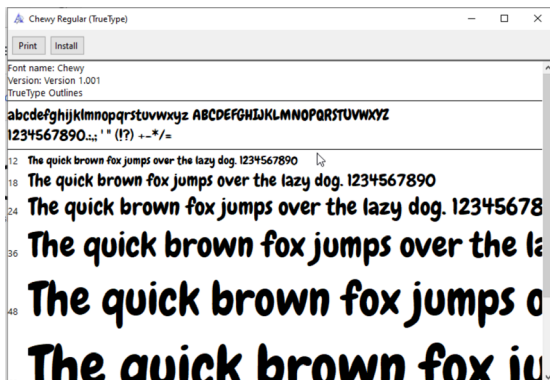 Chewy Regular (TrueType)
Print Install
Font name: Chewy
Version: Version 1.001
TrueType Outlines
abcdefghijklmnopqrstuvwxyz ABCDEFGHIJKLMNOPQRSTUVWXYZ
1234567890.:,; ' " (!?) +-*/=
12 The quick brown fox jumps over the lazy dog. 1234567890
18 The quick brown fox jumps over the lazy dog. 1234567890
24 The quick brown fox jumps over the lazy dog. 12345678
36 The quick brown fox jumps over the la
48 The quick brown fox jumps o
The quick brown fox ju